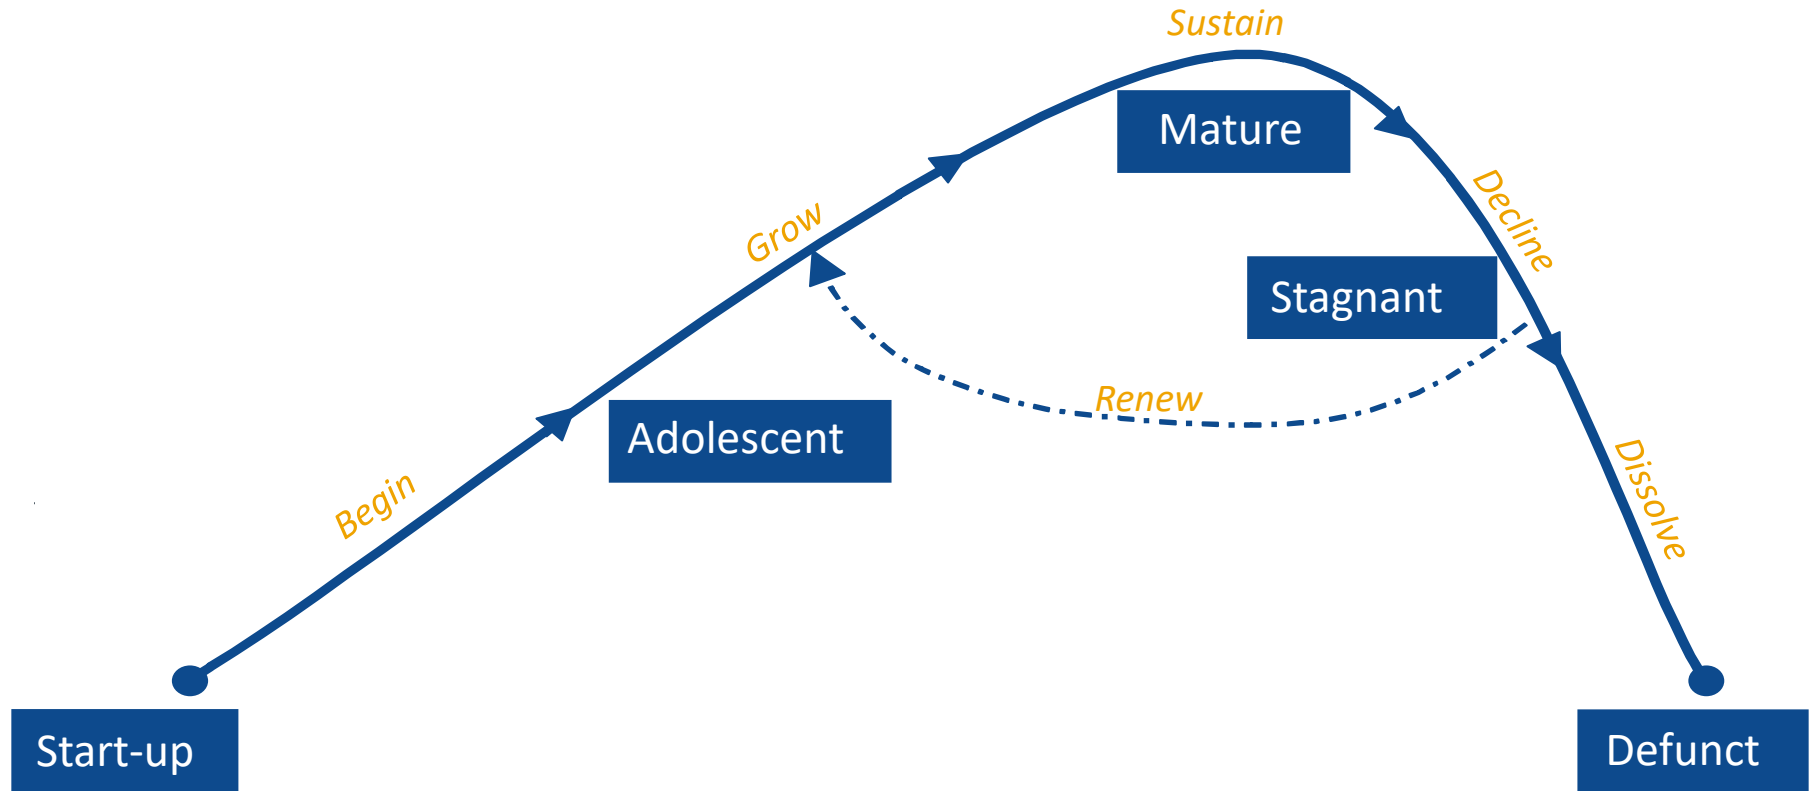 Sustain
Mature
Decline
Grow
Stagnant
Renew
Adolescent
Begin
Dissolve
Start-up
Defunct